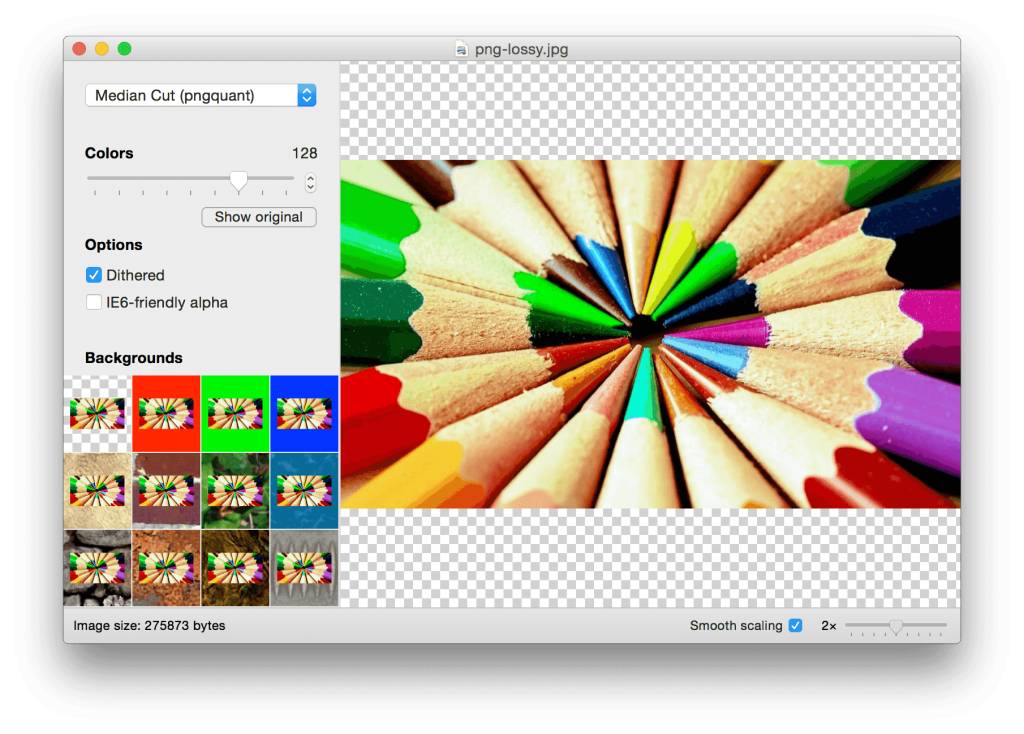 png-lossy.jpg
Median Cut (pngquant)
Colors 128
Show original
Options
Dithered
IE6-friendly alpha
Backgrounds
Image size: 275873 bytes
Smooth scaling 2×